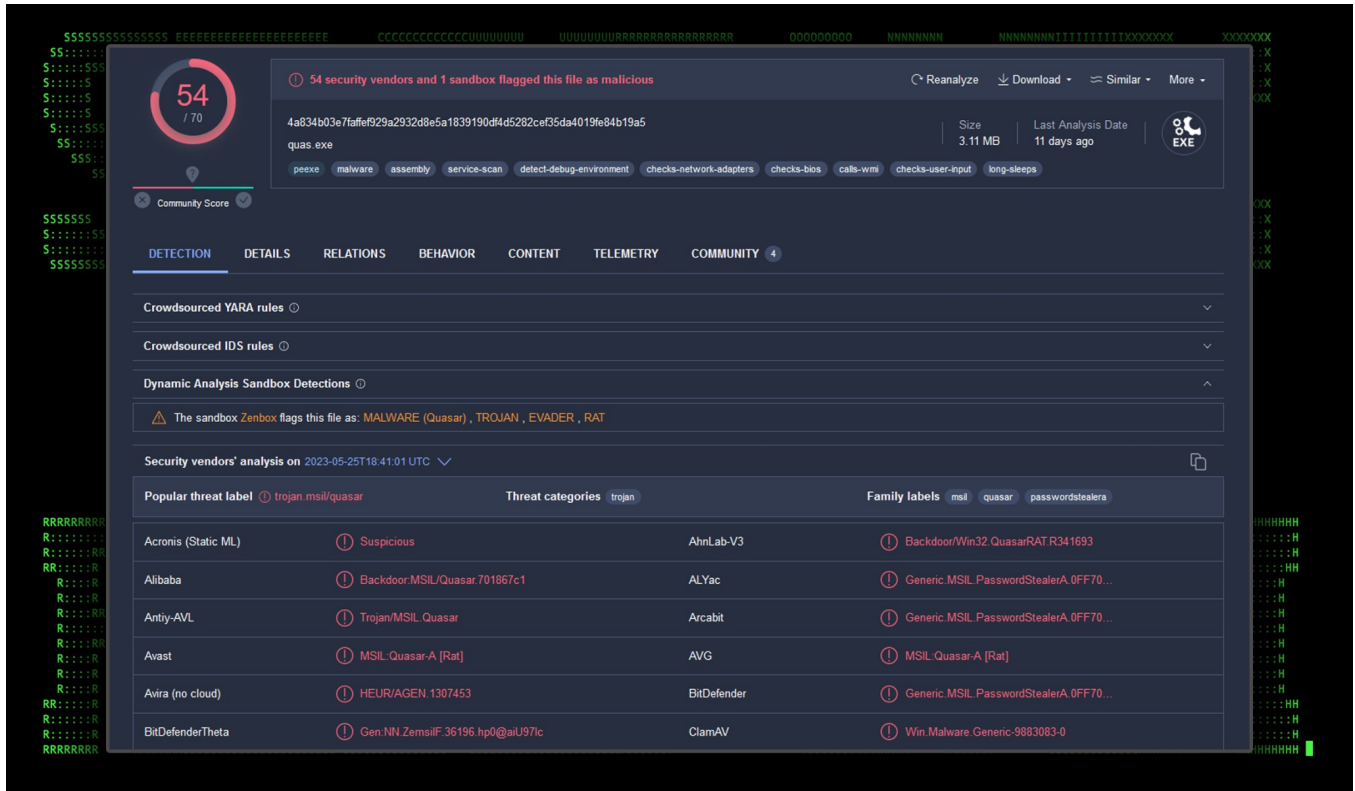 54
/ 70
Community Score
54 security vendors and 1 sandbox flagged this file as malicious
Reanalyze Download Similar More
4a834b03e7faffef929a2932d8e5a1839190df4d5282cef35da4019fe84b19a5
quas.exe
Size
3.11 MB
Last Analysis Date
11 days ago
EXE
peexe malware assembly service-scan detect-debug-environment checks-network-adapters checks-bios calls-wmi checks-user-input long-sleeps
DETECTION DETAILS RELATIONS BEHAVIOR CONTENT TELEMETRY COMMUNITY 4
Crowdsourced YARA rules
Crowdsourced IDS rules
Dynamic Analysis Sandbox Detections
The sandbox Zenbox flags this file as: MALWARE (Quasar) , TROJAN , EVADER , RAT
Security vendors' analysis on 2023-05-25T18:41:01 UTC
Popular threat label trojan.msil/quasar Threat categories trojan Family labels msil quasar passwordstealera
Acronis (Static ML) Suspicious AhnLab-V3 Backdoor/Win32.QuasarRAT.R341693
Alibaba Backdoor:MSIL/Quasar.701867c1 ALYac Generic.MSIL.PasswordStealerA.0FF70...
Antiy-AVL Trojan/MSIL.Quasar Arcabit Generic.MSIL.PasswordStealerA.0FF70...
Avast MSIL:Quasar-A [Rat] AVG MSIL:Quasar-A [Rat]
Avira (no cloud) HEUR/AGEN.1307453 BitDefender Generic.MSIL.PasswordStealerA.0FF70...
BitDefenderTheta Gen:NN.ZemsilF.36196.hp0@aiU97lc ClamAV Win.Malware.Generic-9883083-0